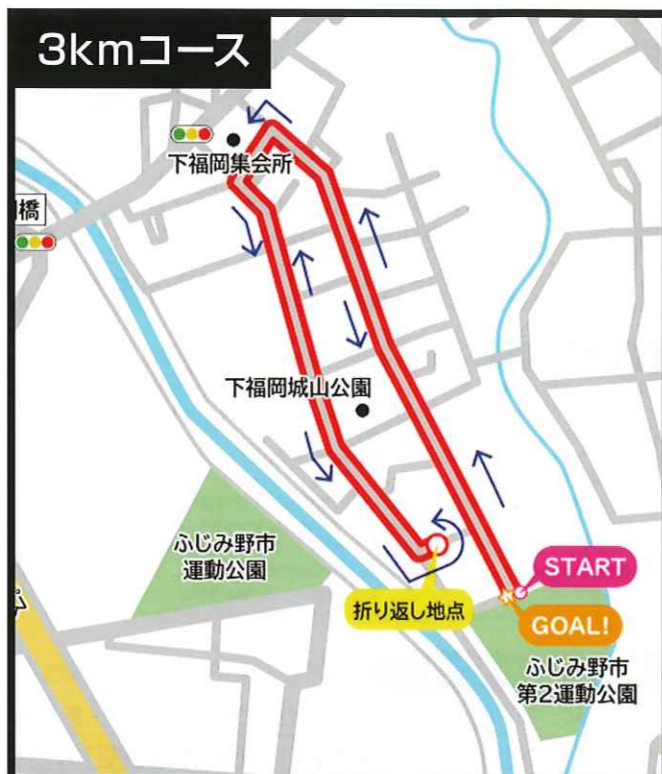 3kmコース
下福岡集会所
橋
下福岡城山公園
ふじみ野市
運動公園
折り返し地点
START
GOAL!
ふじみ野市
第2運動公園